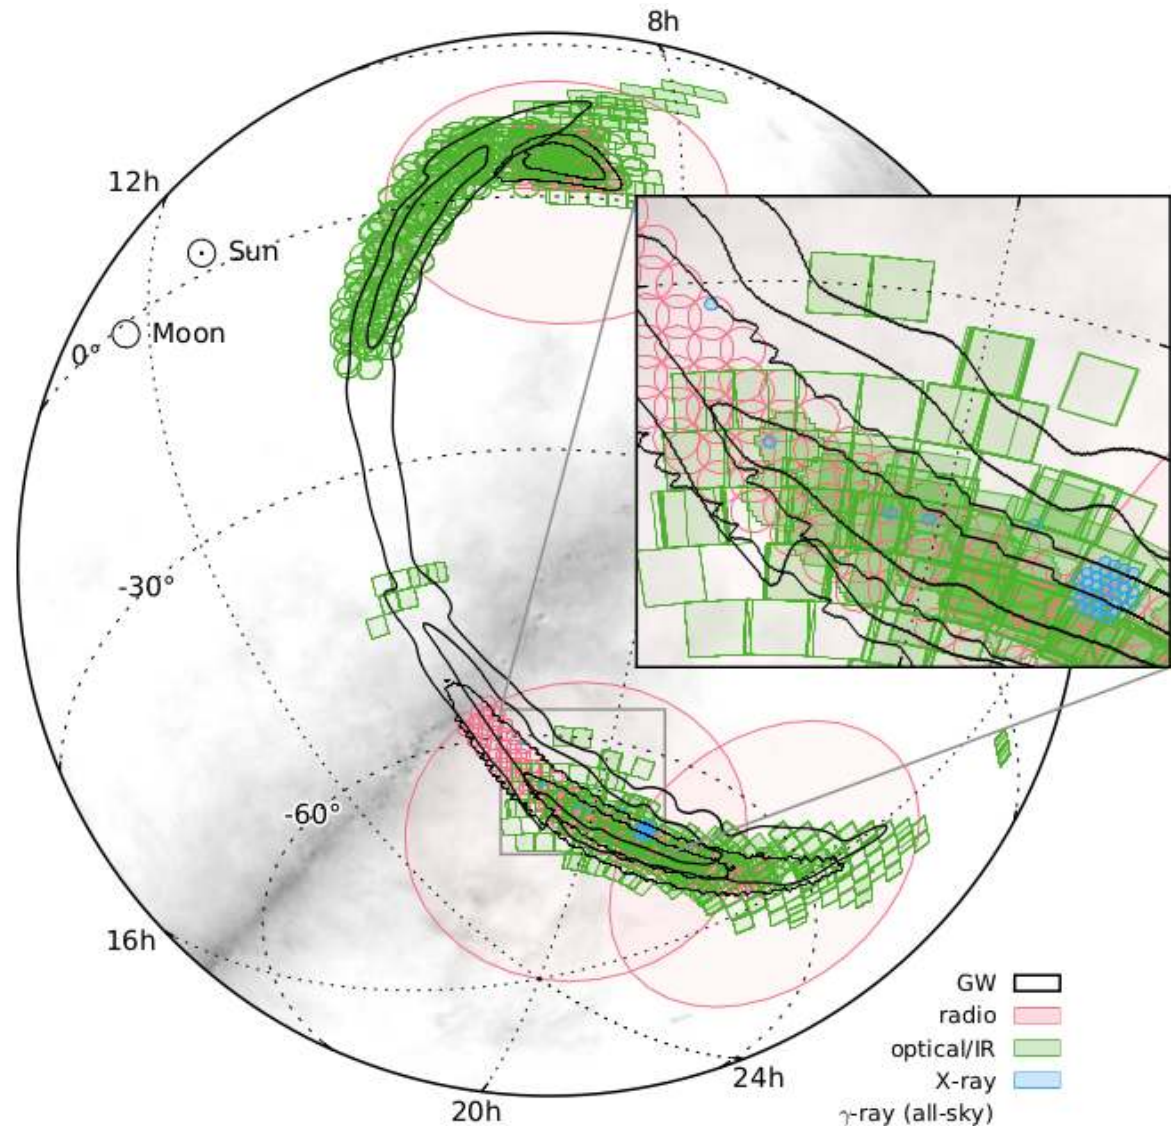 8h
12h
Sun
Moon
0°
-30°
-60°
16h
20h
24h
GW
radio
optical/IR
X-ray
γ-ray (all-sky)